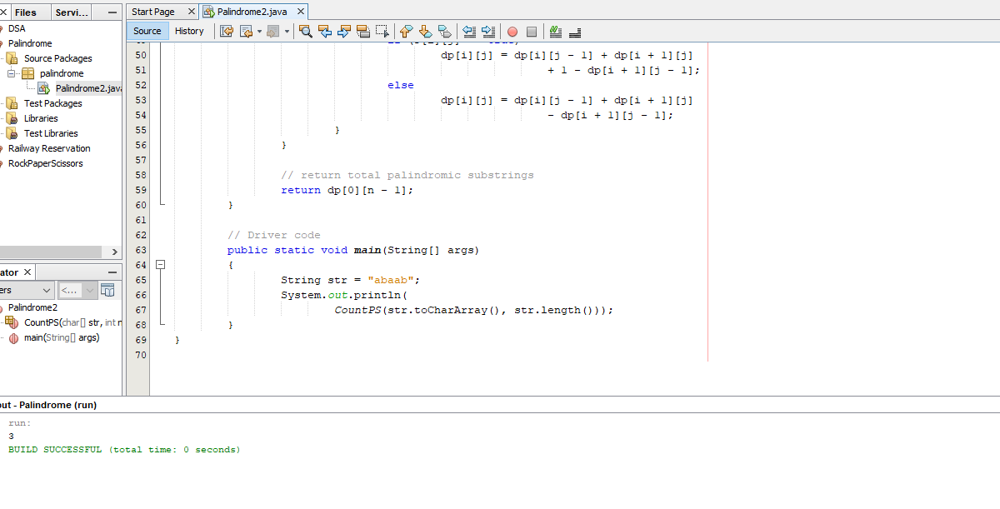 Files Servi...
Start Page Palindrome2.java
Source History
DSA
Palindrome
Source Packages
palindrome
Palindrome2.java
Test Packages
Libraries
Test Libraries
Railway Reservation
RockPaperScissors
50 dp[i][j] = dp[i][j - 1] + dp[i + 1][j]
51 + 1 - dp[i + 1][j - 1];
52 else
53 dp[i][j] = dp[i][j - 1] + dp[i + 1][j]
54 - dp[i + 1][j - 1];
55 }
56 }
57
58 // return total palindromic substrings
59 return dp[0][n - 1];
60 }
61
62 // Driver code
63 public static void main(String[] args)
64 {
65 String str = "abaab";
66 System.out.println(
67 CountPS(str.toCharArray(), str.length()));
68 }
69 }
70
ator
ers <...
Palindrome2
CountPS(char[] str, int n
main(String[] args)
out - Palindrome (run)
run:
3
BUILD SUCCESSFUL (total time: 0 seconds)